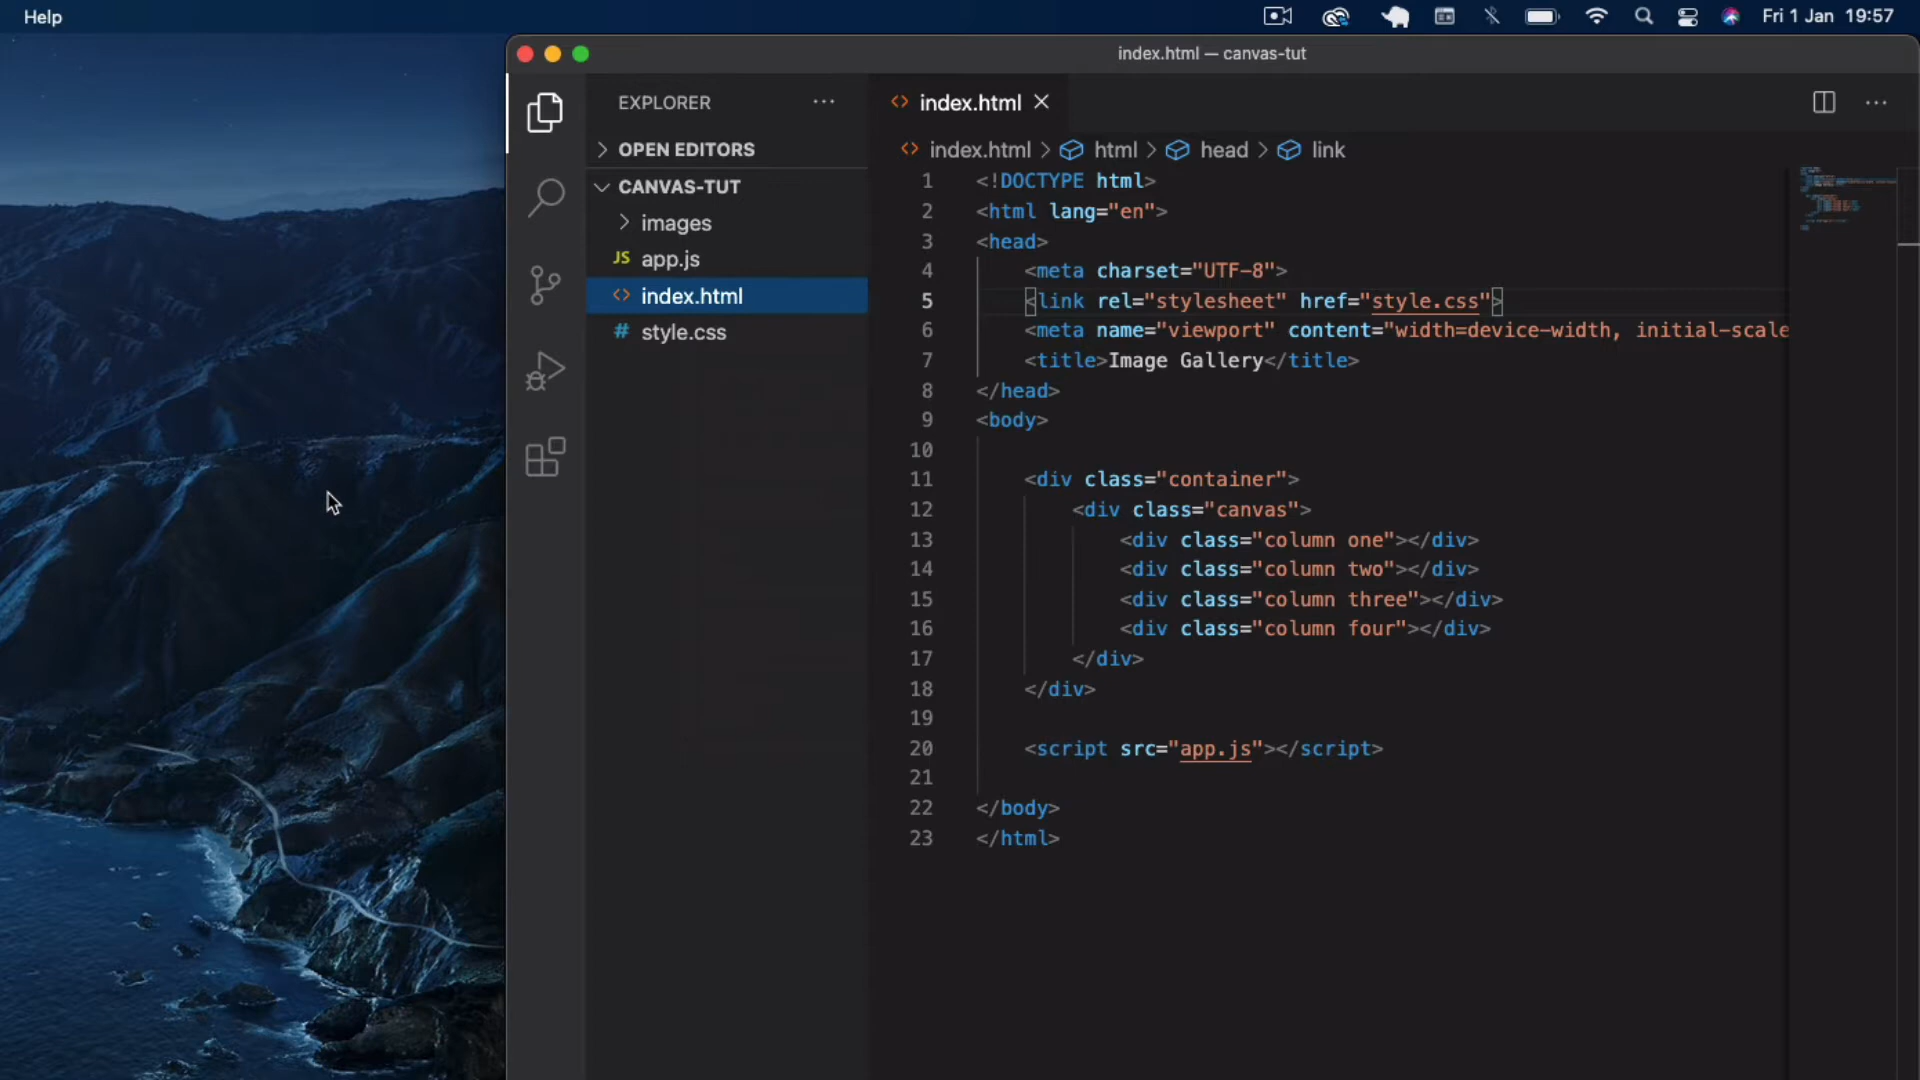 Help
Fri 1 Jan 19:57
index.html — canvas-tut
EXPLORER
OPEN EDITORS
CANVAS-TUT
images
JS app.js
<> index.html
# style.css
<> index.html
<> index.html > html > head > link
1 <!DOCTYPE html>
2 <html lang="en">
3 <head>
4 <meta charset="UTF-8">
5 <link rel="stylesheet" href="style.css">
6 <meta name="viewport" content="width=device-width, initial-scale
7 <title>Image Gallery</title>
8 </head>
9 <body>
10
11 <div class="container">
12 <div class="canvas">
13 <div class="column one"></div>
14 <div class="column two"></div>
15 <div class="column three"></div>
16 <div class="column four"></div>
17 </div>
18 </div>
19
20 <script src="app.js"></script>
21
22 </body>
23 </html>